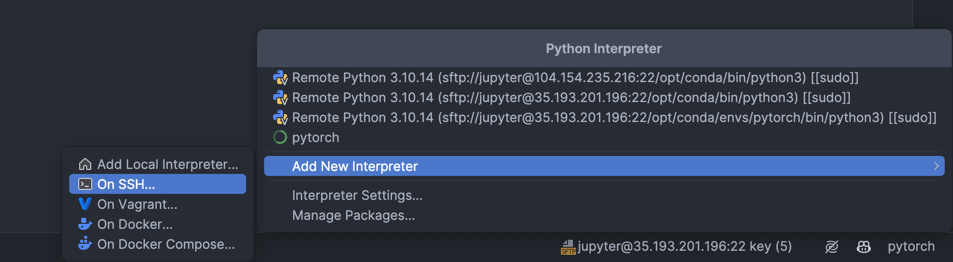 Python Interpreter
Remote Python 3.10.14 (sftp://jupyter@104.154.235.216:22/opt/conda/bin/python3) [[sudo]]
Remote Python 3.10.14 (sftp://jupyter@35.193.201.196:22/opt/conda/bin/python3) [[sudo]]
Remote Python 3.10.14 (sftp://jupyter@35.193.201.196:22/opt/conda/envs/pytorch/bin/python3) [[sudo]]
pytorch
Add New Interpreter
Interpreter Settings...
Manage Packages...
Add Local Interpreter...
On SSH...
On Vagrant...
On Docker...
On Docker Compose...
SFTP jupyter@35.193.201.196:22 key (5) pytorch